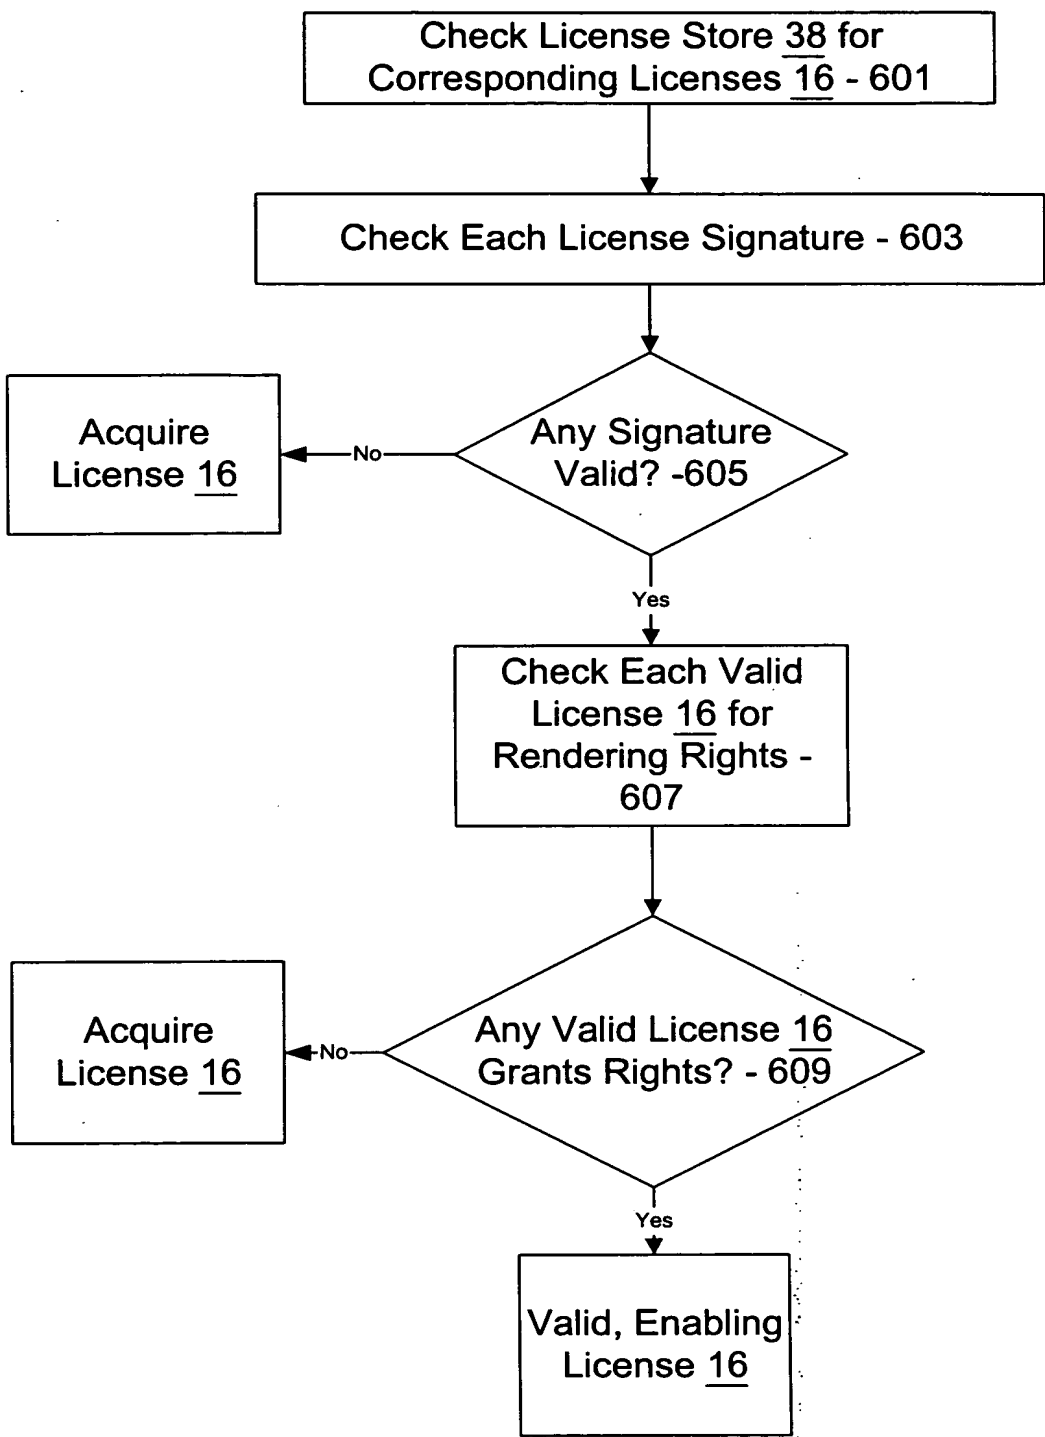 Check License Store 38 for
Corresponding Licenses 16 - 601
Check Each License Signature - 603
Any Signature
Valid? -605
No
Acquire
License 16
Yes
Check Each Valid
License 16 for
Rendering Rights -
607
Any Valid License 16
Grants Rights? - 609
No
Acquire
License 16
Yes
Valid, Enabling
License 16